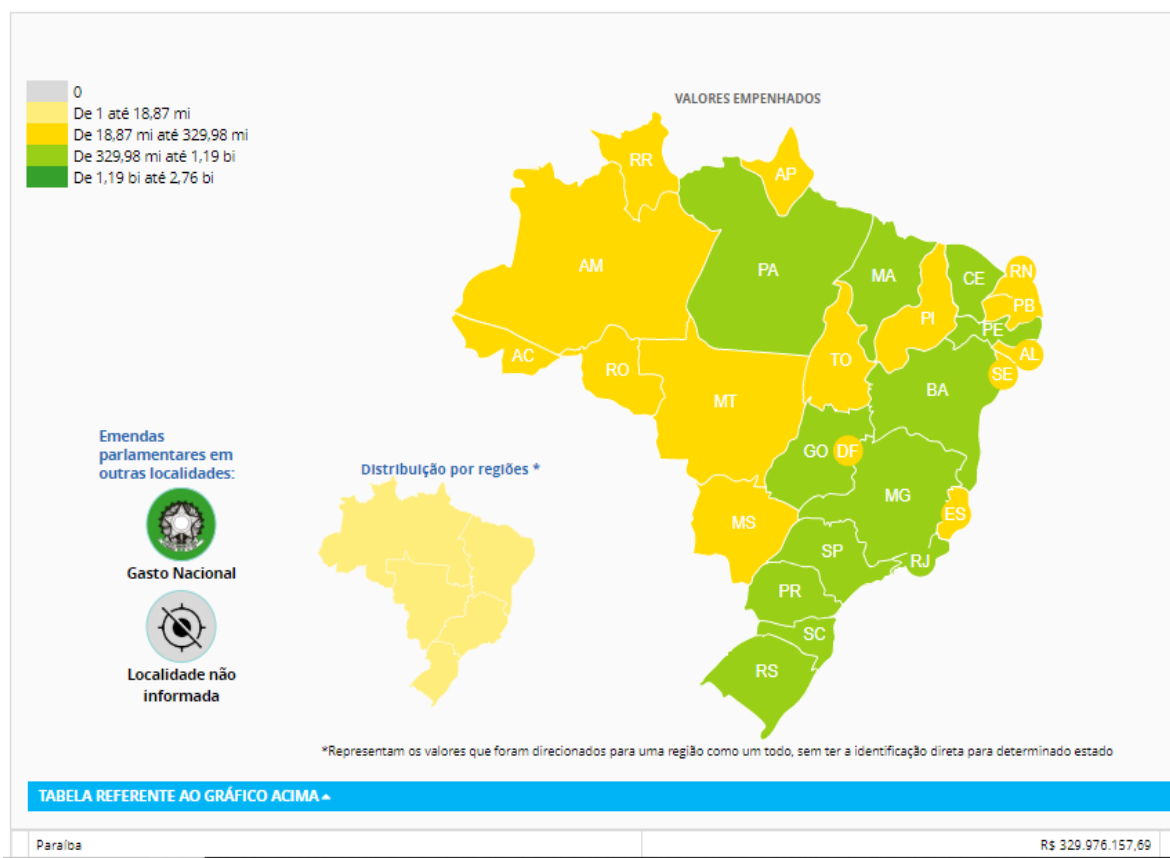 0
De 1 até 18,87 mi
De 18,87 mi até 329,98 mi
De 329,98 mi até 1,19 bi
De 1,19 bi até 2,76 bi
VALORES EMPENHADOS
RR
AP
AM
PA
MA
CE
RN
PB
PI
PE
AC
RO
TO
AL
SE
MT
BA
GO
DF
MG
MS
ES
SP
RJ
PR
SC
RS
Emendas
parlamentares em
outras localidades:
Gasto Nacional
Localidade não
informada
Distribuição por regiões *
*Representam os valores que foram direcionados para uma região como um todo, sem ter a identificação direta para determinado estado
TABELA REFERENTE AO GRÁFICO ACIMA
Paraíba R$ 329.976.157,69